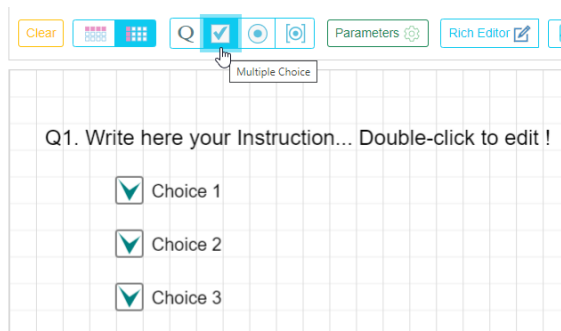 Clear Q Parameters Rich Editor
Multiple Choice
Q1. Write here your Instruction... Double-click to edit !
Choice 1
Choice 2
Choice 3